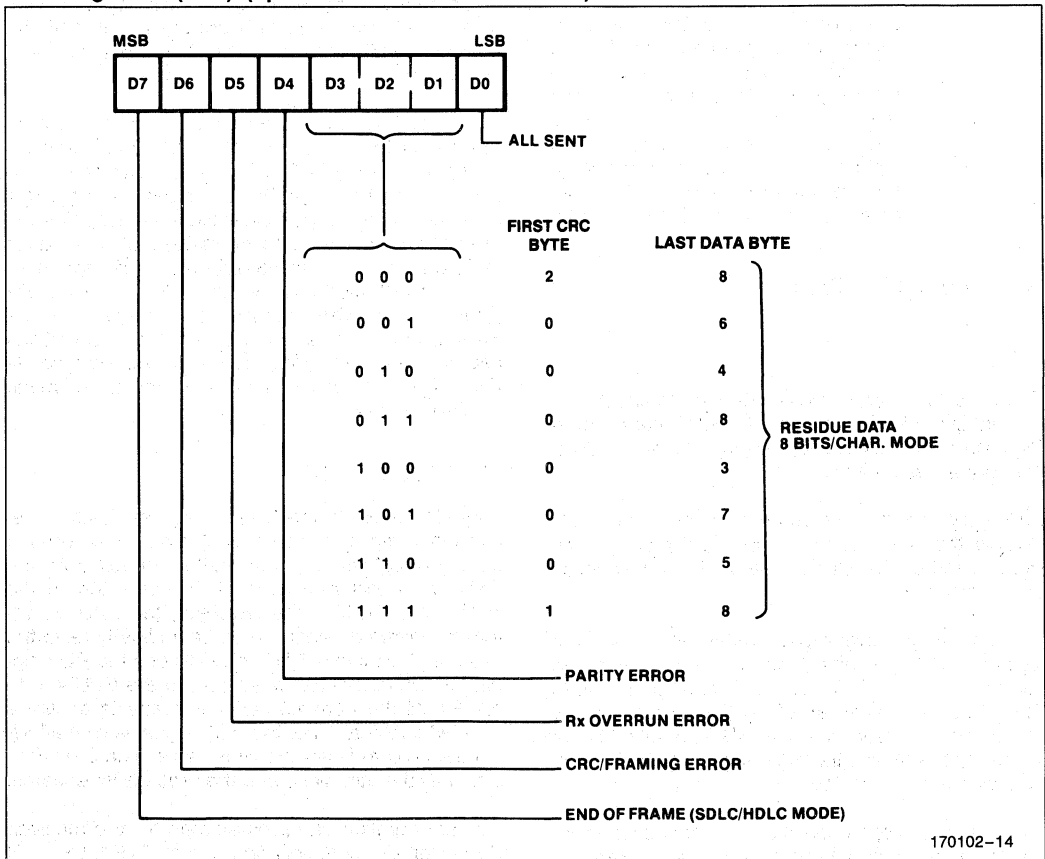 MSB LSB
D7 D6 D5 D4 D3 D2 D1 D0
ALL SENT
FIRST CRC
BYTE
LAST DATA BYTE
0 0 0 2 8
0 0 1 0 6
0 1 0 0 4
0 1 1 0 8
RESIDUE DATA
8 BITS/CHAR. MODE
1 0 0 0 3
1 0 1 0 7
1 1 0 0 5
1 1 1 1 8
PARITY ERROR
Rx OVERRUN ERROR
CRC/FRAMING ERROR
END OF FRAME (SDLC/HDLC MODE)
170102–14